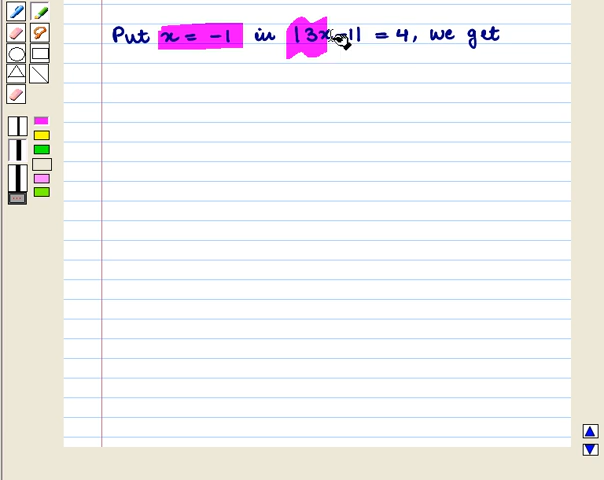 Put x = -1 in |3x-1| = 4, we get